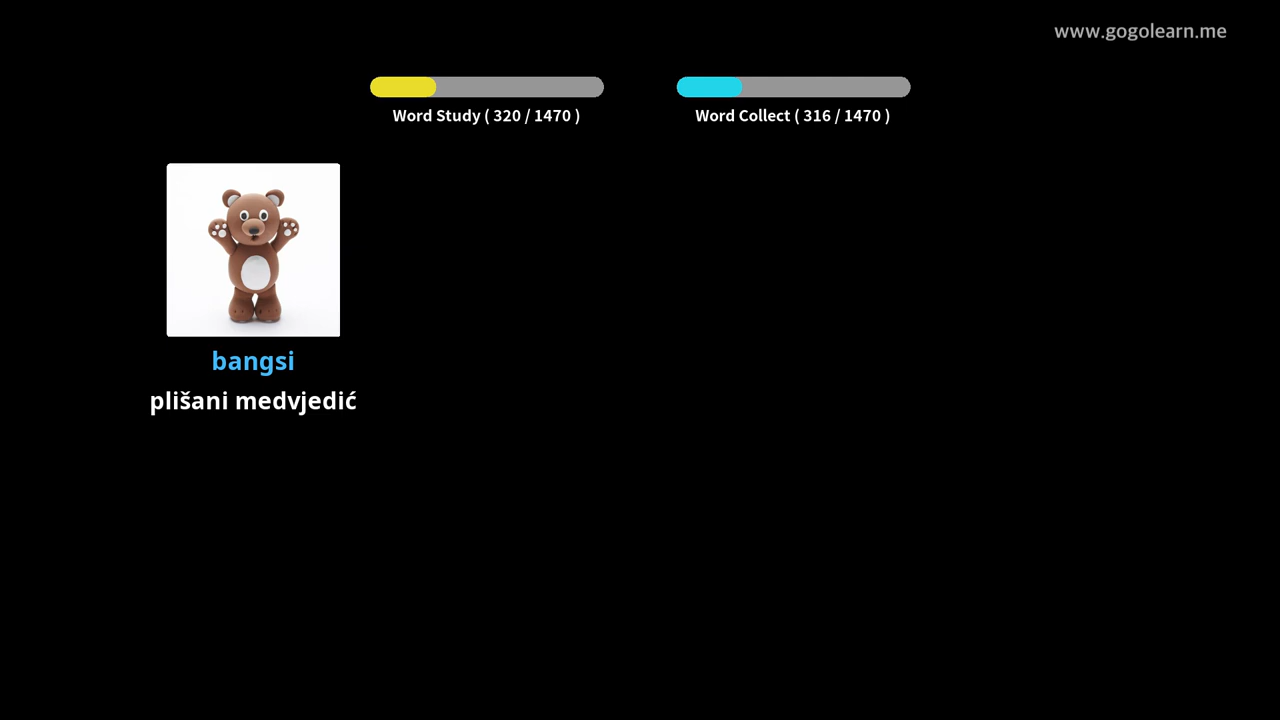 www.gogolearn.me
Word Study ( 320 / 1470 )
Word Collect ( 316 / 1470 )
bangsi
plišani medvjedić